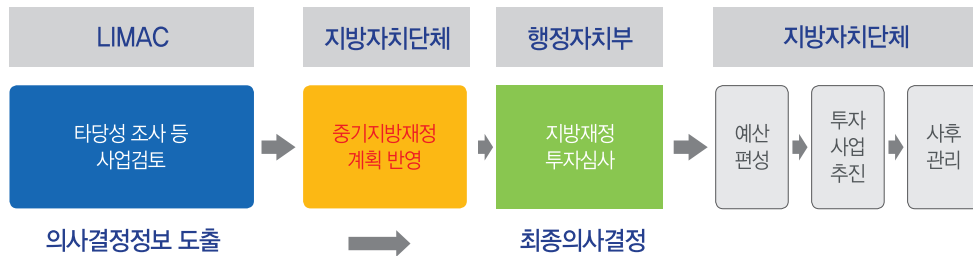 LIMAC
지방자치단체
행정자치부
지방자치단체
타당성 조사 등
사업검토
중기지방재정
계획 반영
지방재정
투자심사
예산
편성
투자
사업
추진
사후
관리
의사결정정보 도출
최종의사결정